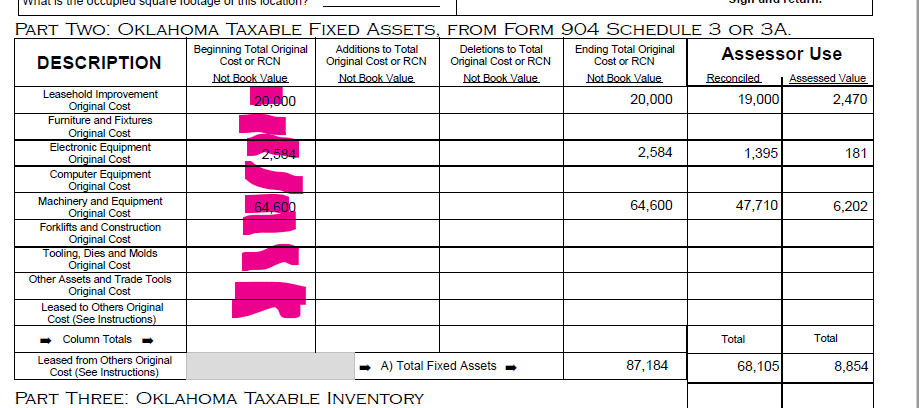 What is the occupied square footage of this location?
Sign and return.
PART TWO: OKLAHOMA TAXABLE FIXED ASSETS, FROM FORM 904 SCHEDULE 3 OR 3A.
DESCRIPTION
Beginning Total Original
Cost or RCN
Not Book Value
Additions to Total
Original Cost or RCN
Not Book Value
Deletions to Total
Original Cost or RCN
Not Book Value
Ending Total Original
Cost or RCN
Not Book Value
Assessor Use
Reconciled
Assessed Value
Leasehold Improvement
Original Cost
20,000 20,000 19,000 2,470
Furniture and Fixtures
Original Cost
Electronic Equipment
Original Cost
2,584 2,584 1,395 181
Computer Equipment
Original Cost
Machinery and Equipment
Original Cost
64,600 64,600 47,710 6,202
Forklifts and Construction
Original Cost
Tooling, Dies and Molds
Original Cost
Other Assets and Trade Tools
Original Cost
Leased to Others Original
Cost (See Instructions)
➡ Column Totals ➡
Total Total
Leased from Others Original
Cost (See Instructions)
➡ A) Total Fixed Assets ➡ 87,184 68,105 8,854
PART THREE: OKLAHOMA TAXABLE INVENTORY